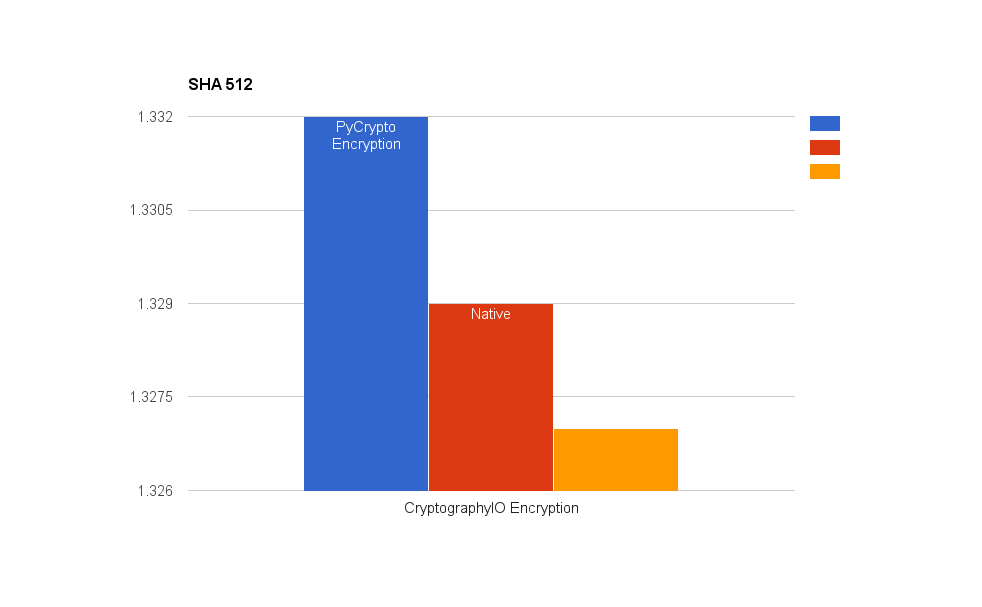 SHA 512
1.332
PyCrypto
Encryption
1.3305
1.329
Native
1.3275
1.326
CryptographyIO Encryption